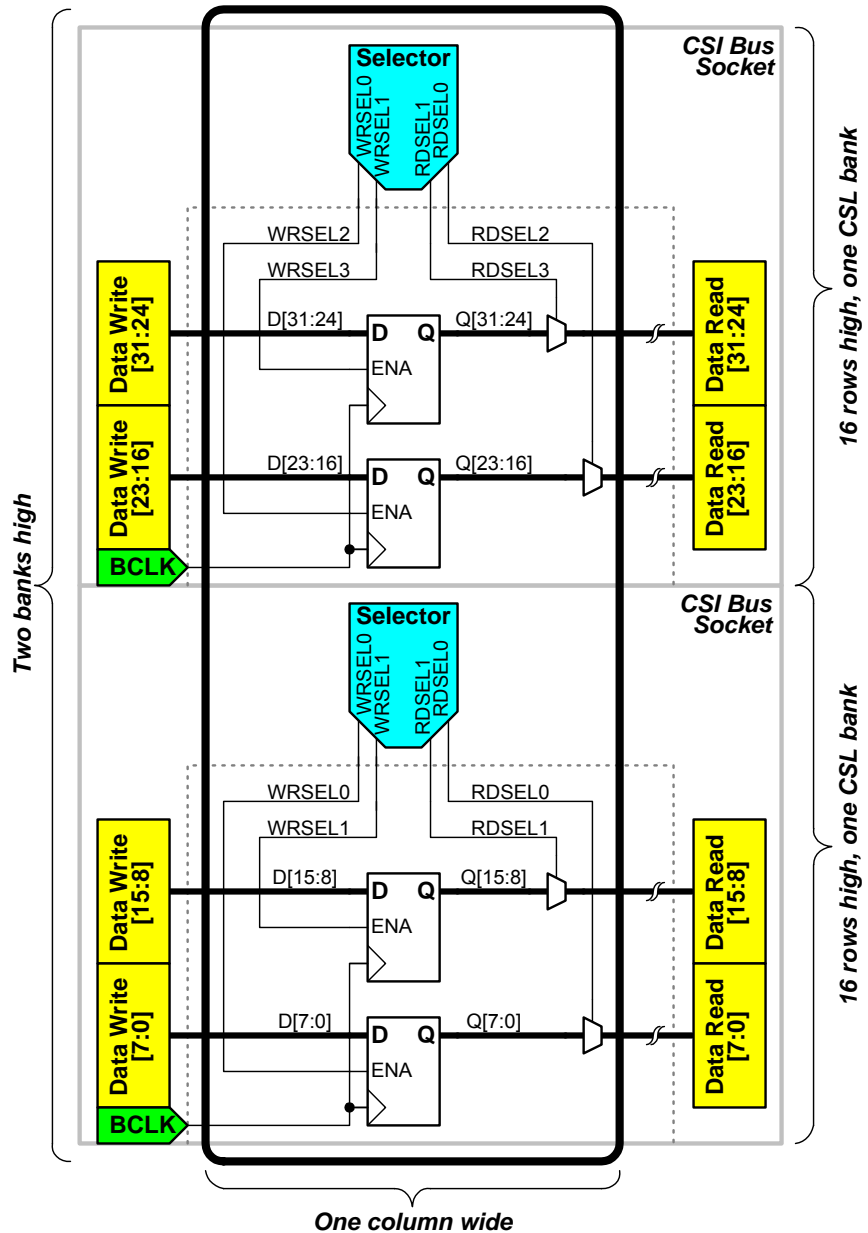 CSI Bus
Socket
Selector
WRSEL0
WRSEL1
RDSEL1
RDSEL0
WRSEL2
RDSEL2
WRSEL3
RDSEL3
Data Write
[31:24]
D[31:24]
D
Q
ENA
Q[31:24]
Data Read
[31:24]
Data Write
[23:16]
D[23:16]
D
Q
ENA
Q[23:16]
Data Read
[23:16]
BCLK
16 rows high, one CSL bank
Two banks high
CSI Bus
Socket
Selector
WRSEL0
WRSEL1
RDSEL1
RDSEL0
WRSEL0
RDSEL0
WRSEL1
RDSEL1
Data Write
[15:8]
D[15:8]
D
Q
ENA
Q[15:8]
Data Read
[15:8]
Data Write
[7:0]
D[7:0]
D
Q
ENA
Q[7:0]
Data Read
[7:0]
BCLK
16 rows high, one CSL bank
One column wide